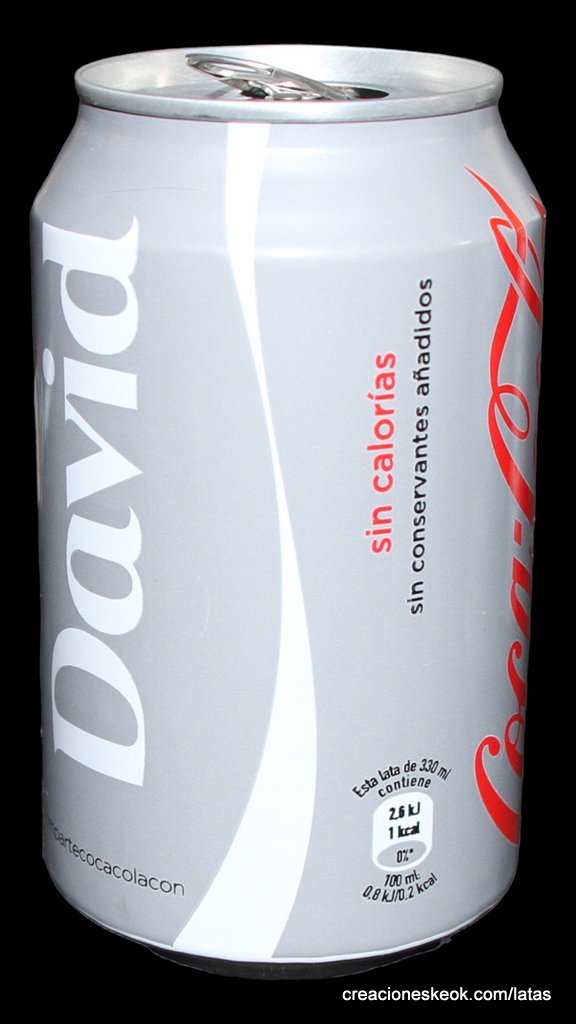 David
sin calorías
sin conservantes añadidos
Coca-Cola
Esta lata de 330 ml
contiene
2.6 kJ
1 kcal
0%*
100 ml:
0.8 kJ/0.2 kcal
creacioneskeok.com/latas